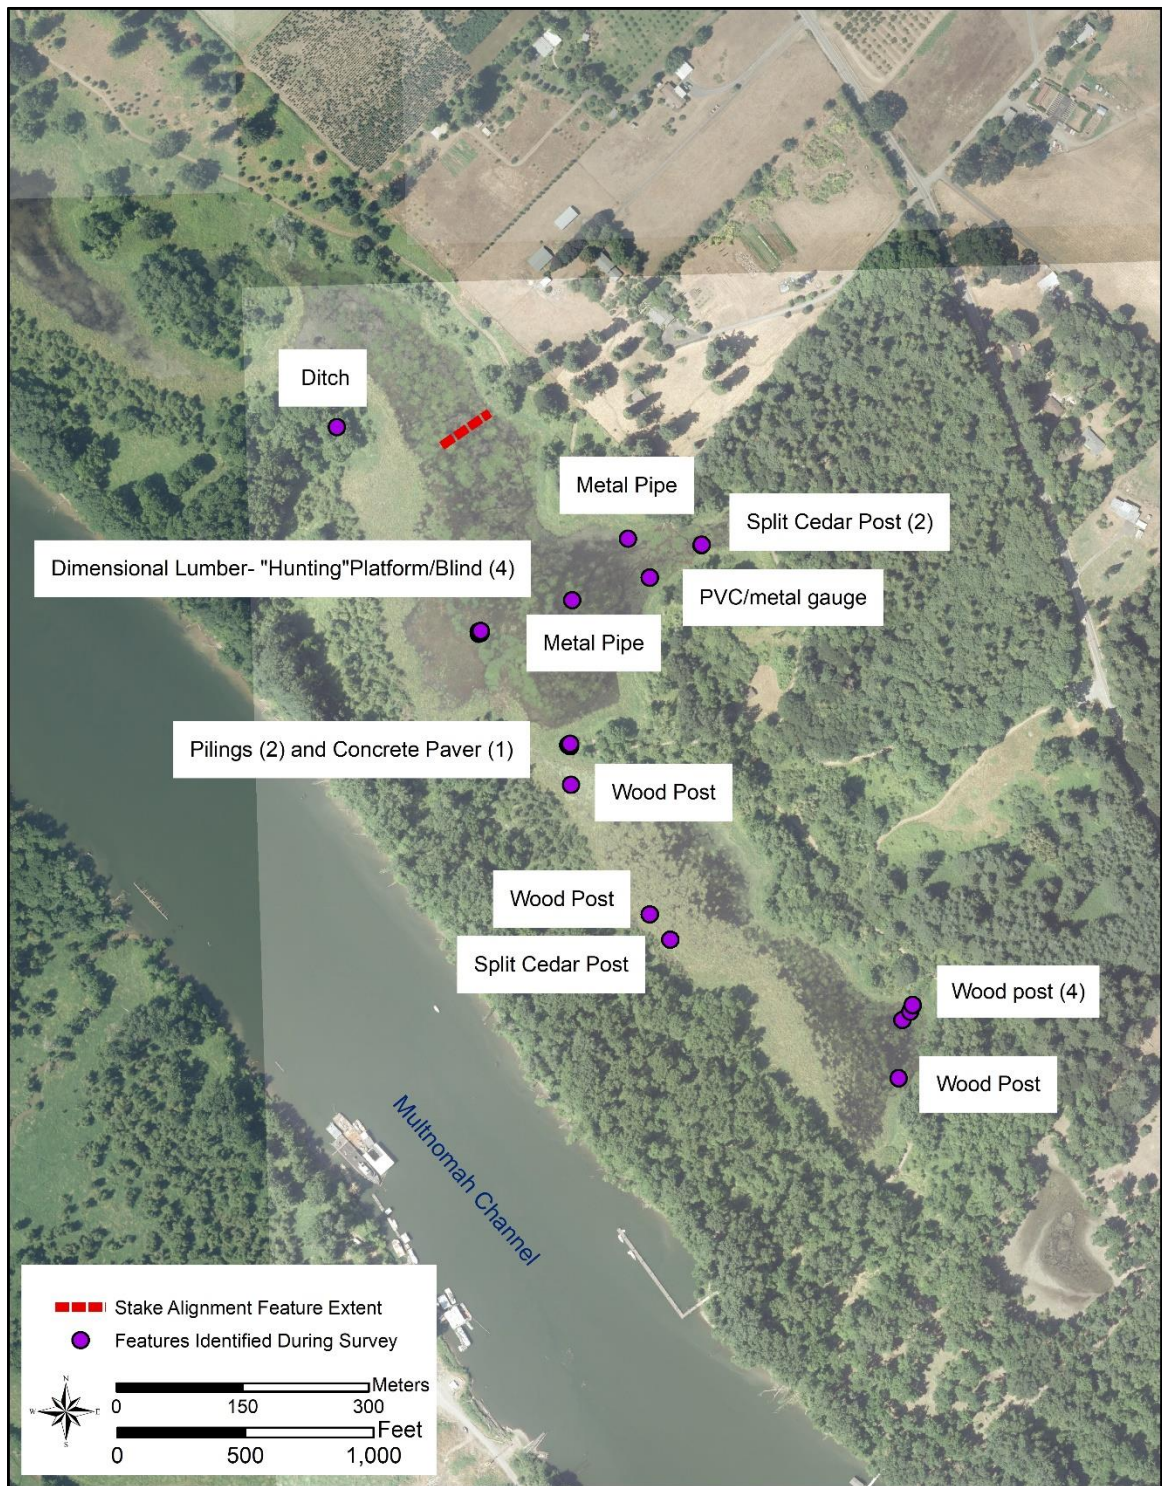 Ditch
Metal Pipe
Split Cedar Post (2)
Dimensional Lumber- "Hunting"Platform/Blind (4)
PVC/metal gauge
Metal Pipe
Pilings (2) and Concrete Paver (1)
Wood Post
Wood Post
Split Cedar Post
Wood post (4)
Wood Post
Multnomah Channel
Stake Alignment Feature Extent
Features Identified During Survey
N
W E
S
Meters
0 150 300
Feet
0 500 1,000